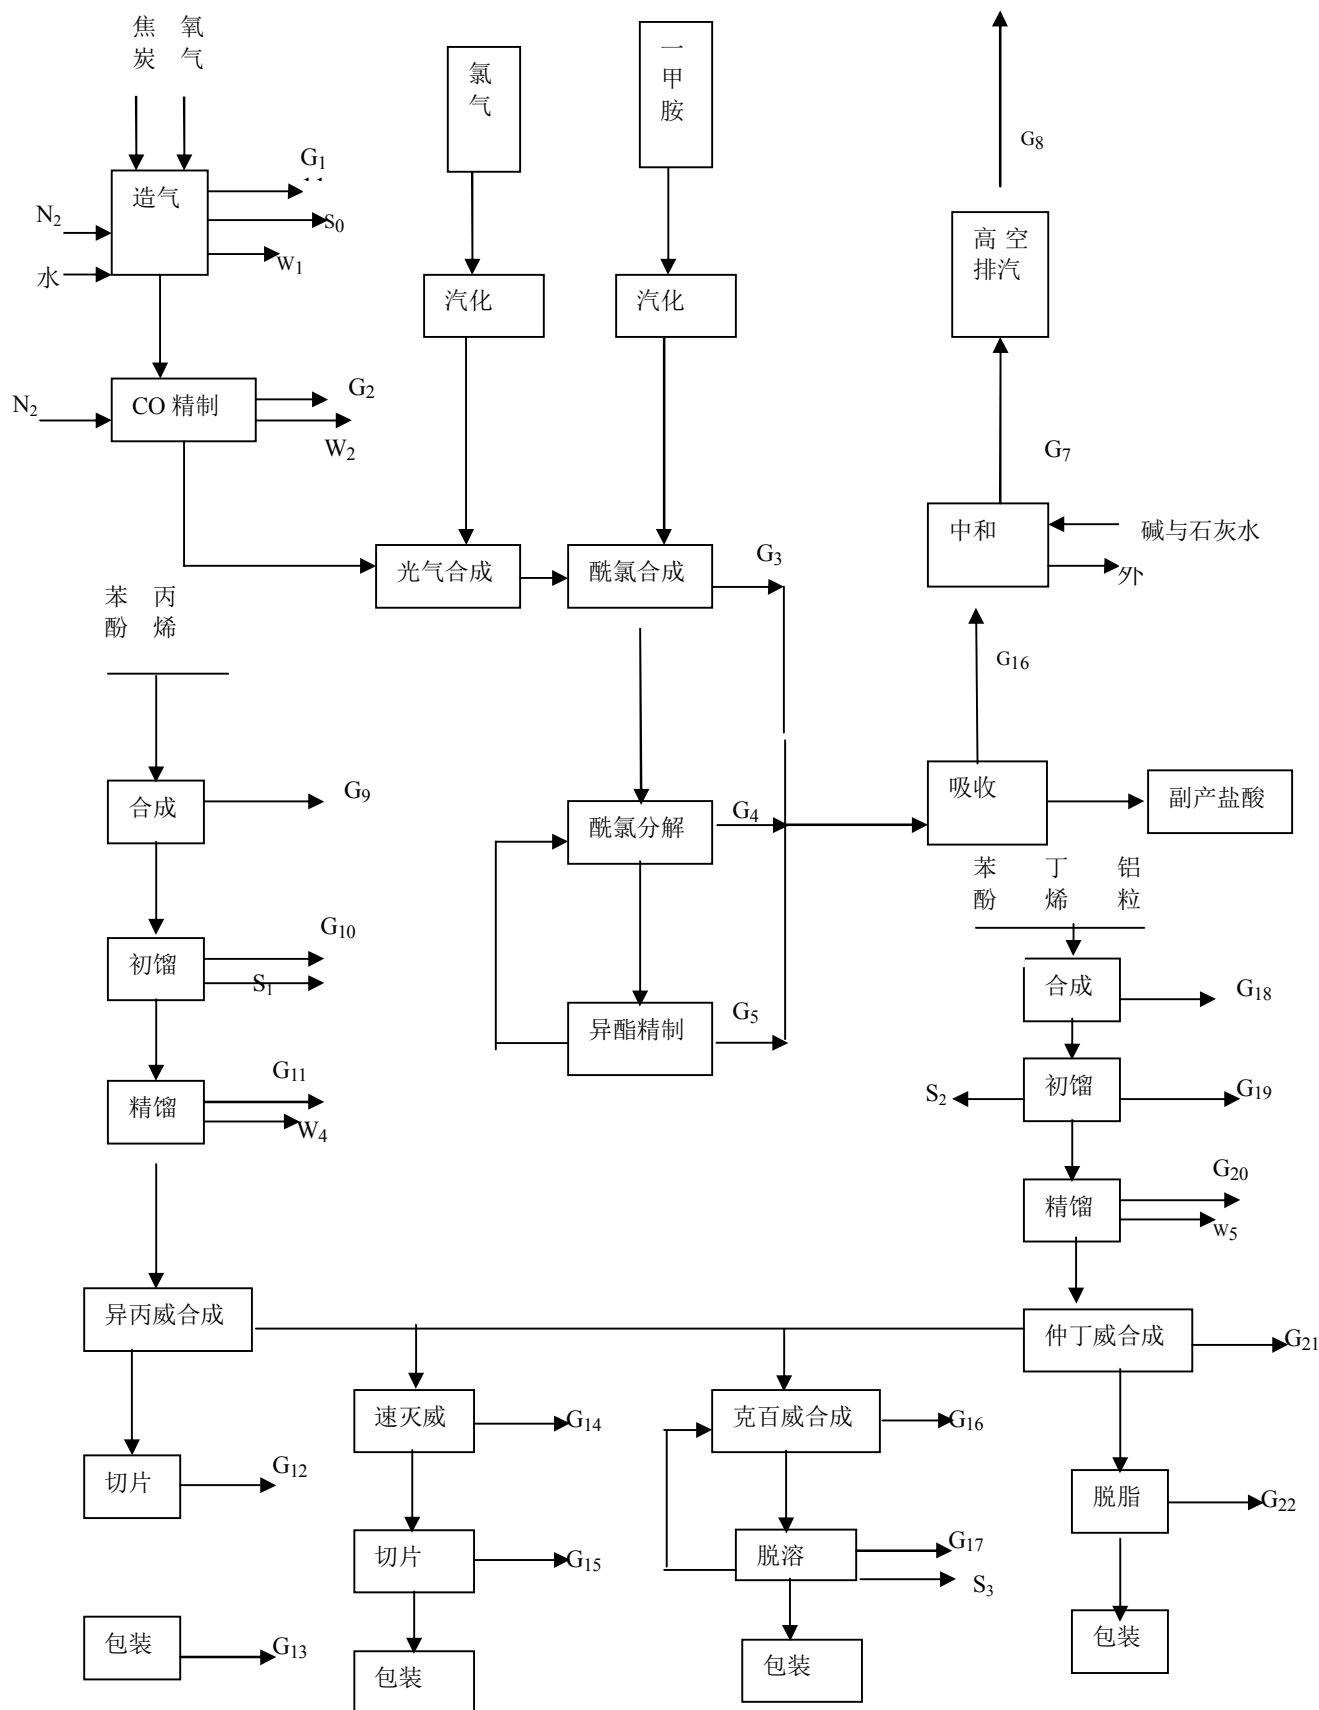 焦 氧
炭 气
氯
气
一
甲
胺
G8
G1
造气
N2
S0
W1
水
高 空
排汽
汽化
汽化
CO 精制
G2
N2
W2
G7
中和
碱与石灰水
外
光气合成
酰氯合成
G3
苯 丙
酚 烯
G16
合成
G9
酰氯分解
G4
吸收
副产盐酸
苯 丁 铝
酚 烯 粒
初馏
G10
S1
合成
G18
异酯精制
G5
精馏
G11
W4
S2
初馏
G19
精馏
G20
W5
异丙威合成
仲丁威合成
G21
速灭威
G14
克百威合成
G16
切片
G12
脱脂
G22
切片
G15
脱溶
G17
S3
包装
G13
包装
包装
包装